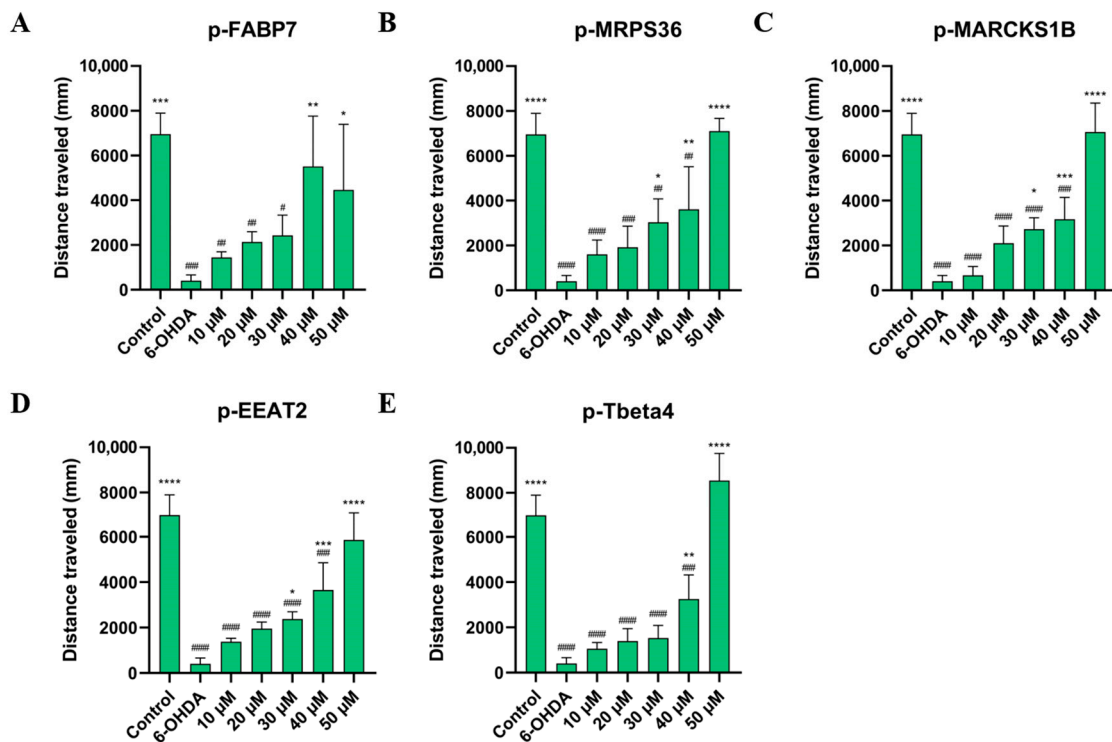 A
p-FABP7
Distance traveled (mm)
10,000
8000
6000
4000
2000
0
***
###
##
##
#
**
*
Control
6-OHDA
10 µM
20 µM
30 µM
40 µM
50 µM
B
p-MRPS36
Distance traveled (mm)
10,000
8000
6000
4000
2000
0
****
####
####
###
*
##
**
##
****
Control
6-OHDA
10 µM
20 µM
30 µM
40 µM
50 µM
C
p-MARCKS1B
Distance traveled (mm)
10,000
8000
6000
4000
2000
0
****
####
####
####
*
####
***
###
****
Control
6-OHDA
10 µM
20 µM
30 µM
40 µM
50 µM
D
p-EEAT2
Distance traveled (mm)
10,000
8000
6000
4000
2000
0
****
####
####
####
*
####
***
###
****
Control
6-OHDA
10 µM
20 µM
30 µM
40 µM
50 µM
E
p-Tbeta4
Distance traveled (mm)
10,000
8000
6000
4000
2000
0
****
####
####
####
####
**
###
****
Control
6-OHDA
10 µM
20 µM
30 µM
40 µM
50 µM